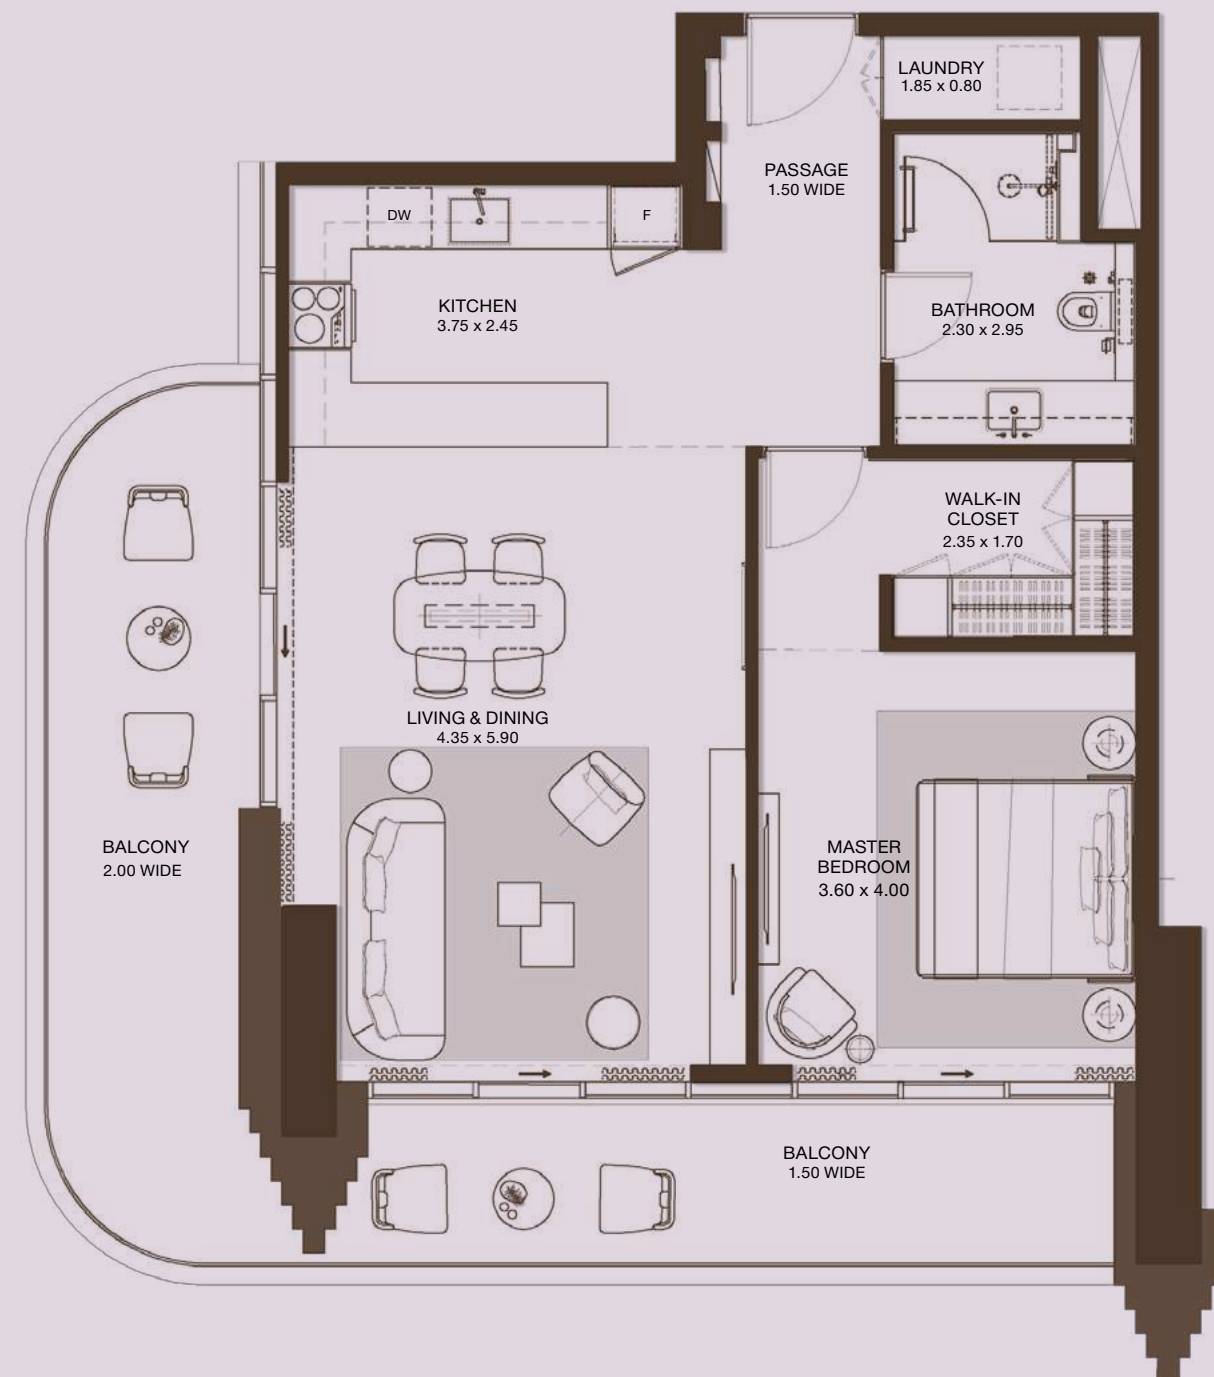 LAUNDRY
1.85 x 0.80
PASSAGE
1.50 WIDE
DW
F
KITCHEN
3.75 x 2.45
BATHROOM
2.30 x 2.95
WALK-IN
CLOSET
2.35 x 1.70
LIVING & DINING
4.35 x 5.90
BALCONY
2.00 WIDE
MASTER
BEDROOM
3.60 x 4.00
BALCONY
1.50 WIDE